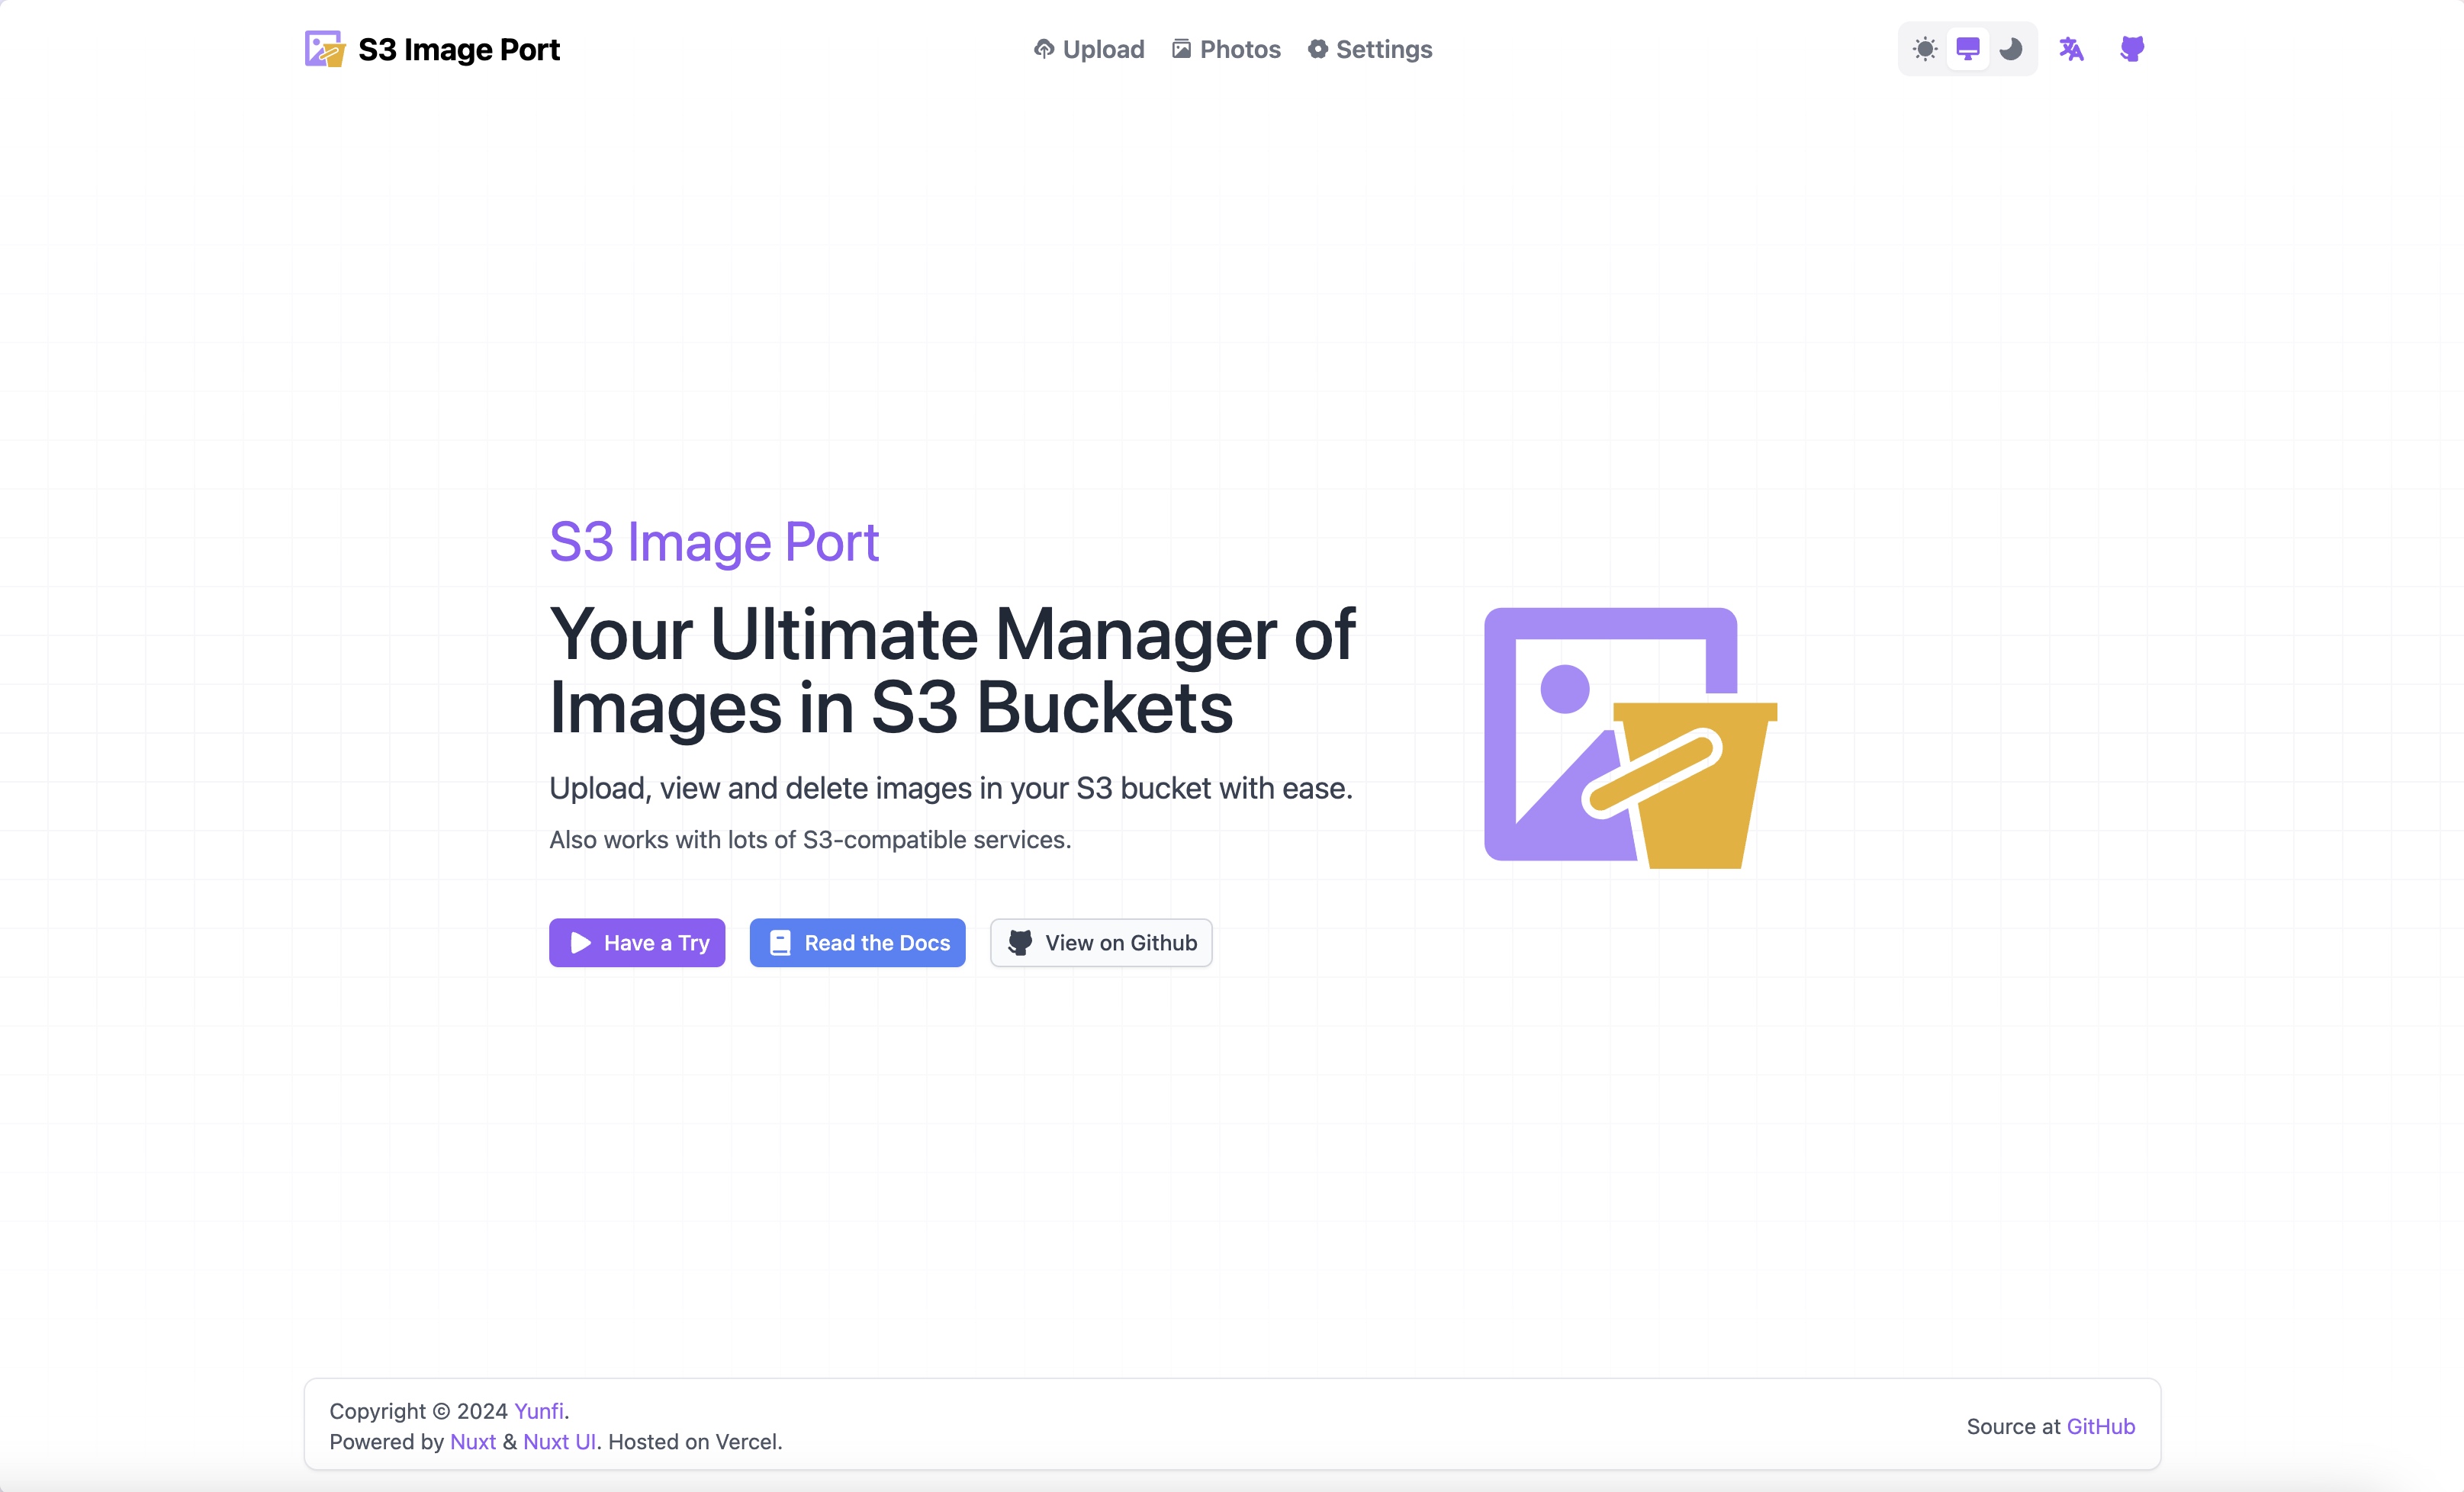 S3 Image Port
Upload
Photos
Settings
S3 Image Port
Your Ultimate Manager of
Images in S3 Buckets
Upload, view and delete images in your S3 bucket with ease.
Also works with lots of S3-compatible services.
Have a Try
Read the Docs
View on Github
Copyright © 2024 Yunfi.
Powered by Nuxt & Nuxt UI. Hosted on Vercel.
Source at GitHub